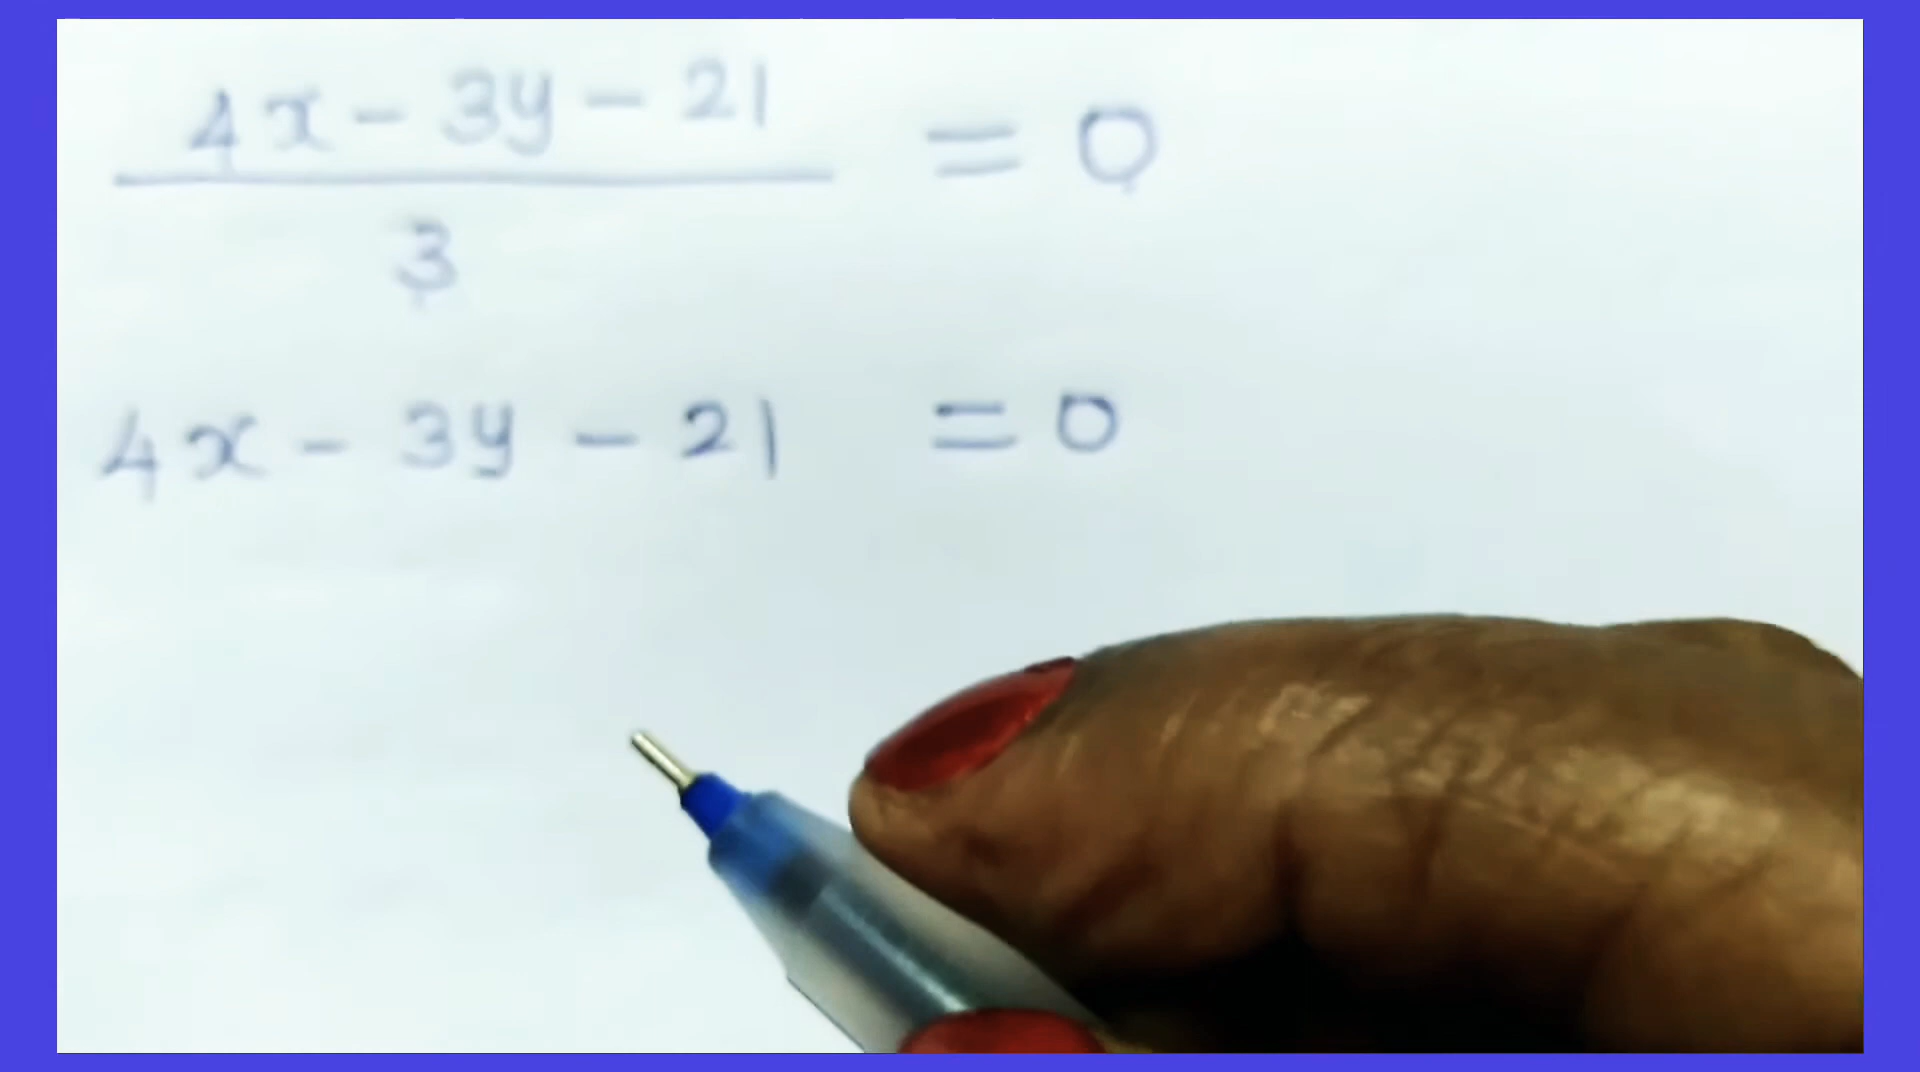 4x - 3y - 21 = 0
3
4x - 3y - 21 = 0